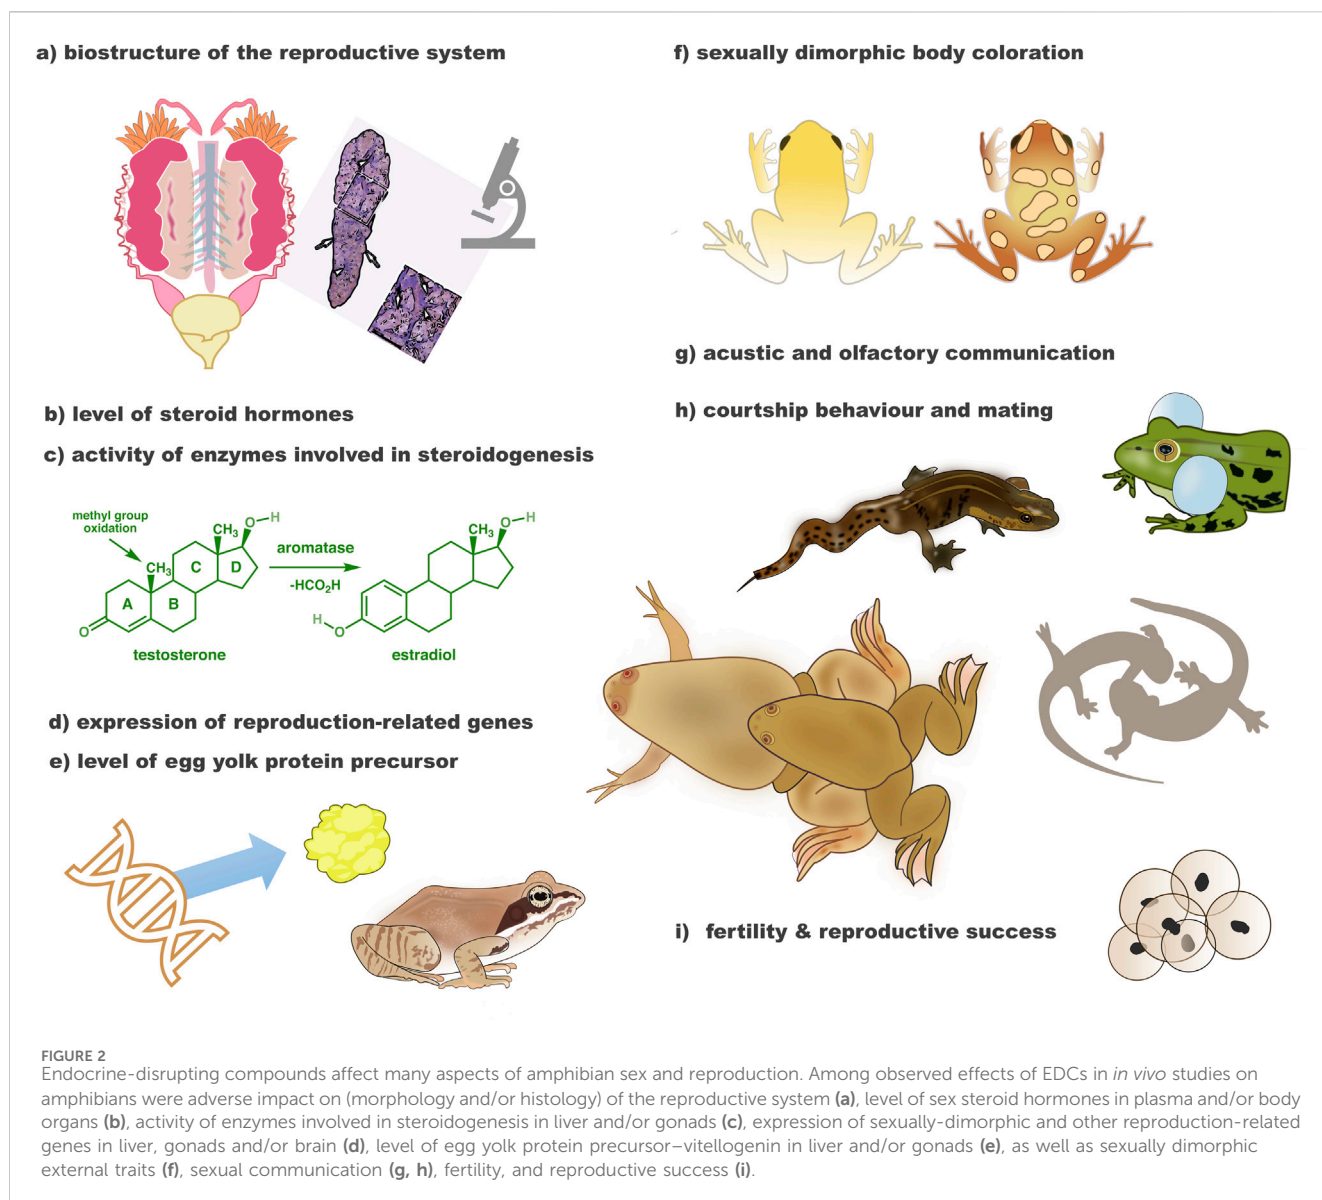 a) biostructure of the reproductive system
b) level of steroid hormones
c) activity of enzymes involved in steroidogenesis
methyl group
oxidation
CH₃
A
B
C
D
CH₃
O
H
O
testosterone
aromatase
-HCO₂H
CH₃
O
H
H
O
estradiol
d) expression of reproduction-related genes
e) level of egg yolk protein precursor
f) sexually dimorphic body coloration
g) acustic and olfactory communication
h) courtship behaviour and mating
i) fertility & reproductive success
FIGURE 2
Endocrine-disrupting compounds affect many aspects of amphibian sex and reproduction. Among observed effects of EDCs in in vivo studies on
amphibians were adverse impact on (morphology and/or histology) of the reproductive system (a), level of sex steroid hormones in plasma and/or body
organs (b), activity of enzymes involved in steroidogenesis in liver and/or gonads (c), expression of sexually-dimorphic and other reproduction-related
genes in liver, gonads and/or brain (d), level of egg yolk protein precursor–vitellogenin in liver and/or gonads (e), as well as sexually dimorphic
external traits (f), sexual communication (g, h), fertility, and reproductive success (i).